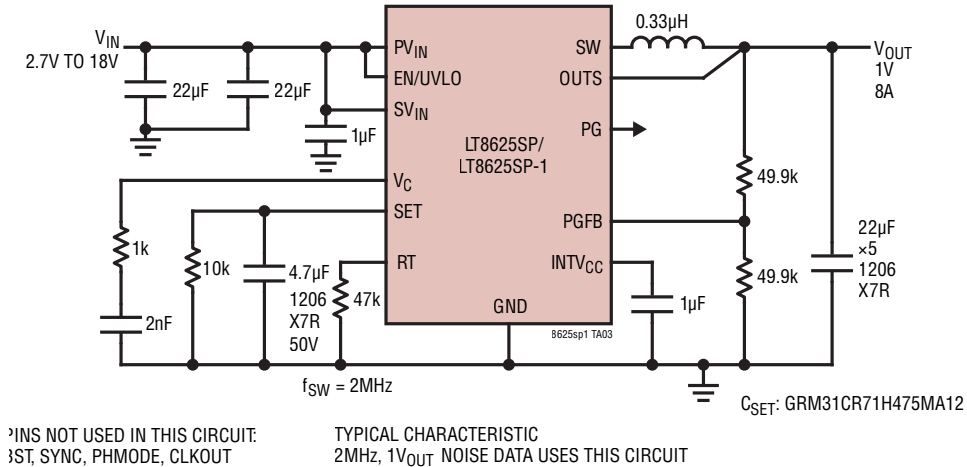 V_IN
2.7V TO 18V
22µF
22µF
1µF
PV_IN
EN/UVLO
SV_IN
V_C
SET
RT
SW
OUTS
PG
PGFB
INTV_CC
GND
LT8625SP/
LT8625SP-1
0.33µH
V_OUT
1V
8A
49.9k
49.9k
22µF
×5
1206
X7R
1µF
1k
2nF
10k
4.7µF
1206
X7R
50V
47k
f_SW = 2MHz
8625sp1 TA03
C_SET: GRM31CR71H475MA12
PINS NOT USED IN THIS CIRCUIT:
SYNC, PHMODE, CLKOUT
TYPICAL CHARACTERISTIC
2MHz, 1V_OUT NOISE DATA USES THIS CIRCUIT